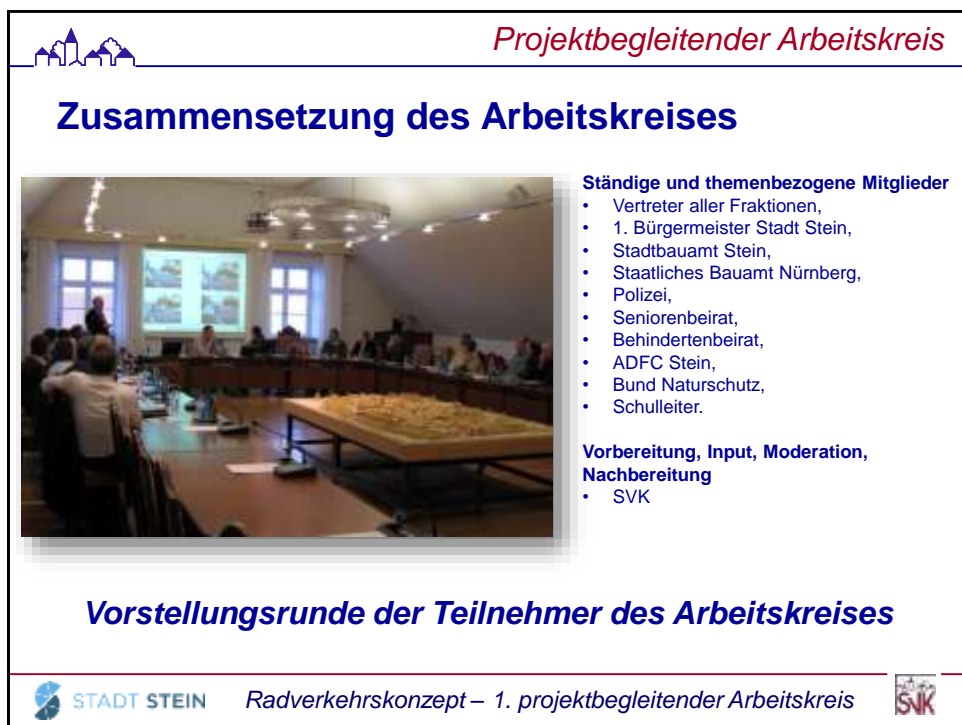 Projektbegleitender Arbeitskreis
Zusammensetzung des Arbeitskreises
Ständige und themenbezogene Mitglieder
• Vertreter aller Fraktionen,
• 1. Bürgermeister Stadt Stein,
• Stadtbauamt Stein,
• Staatliches Bauamt Nürnberg,
• Polizei,
• Seniorenbeirat,
• Behindertenbeirat,
• ADFC Stein,
• Bund Naturschutz,
• Schulleiter.
Vorbereitung, Input, Moderation,
Nachbereitung
• SVK
Vorstellungsrunde der Teilnehmer des Arbeitskreises
STADT STEIN
Radverkehrskonzept – 1. projektbegleitender Arbeitskreis
SVK